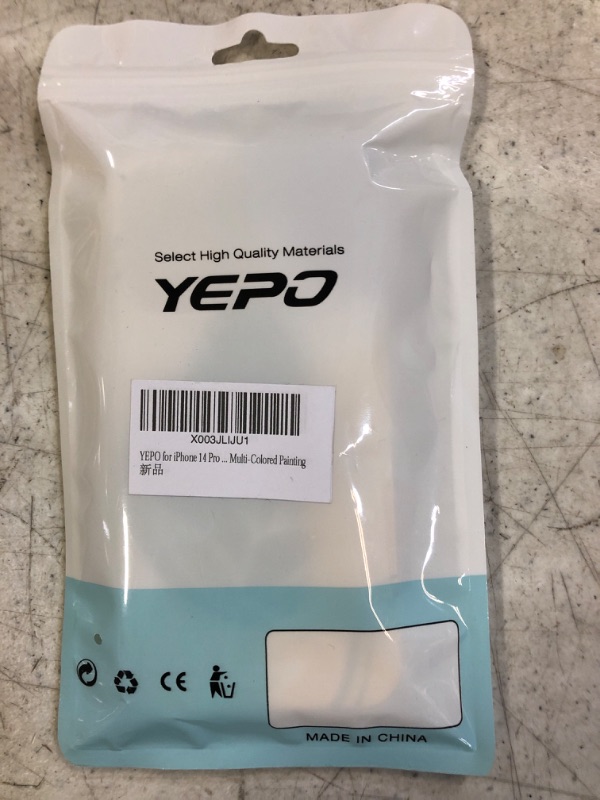 Select High Quality Materials
YEPO
X003JLIJU1
YEPO for iPhone 14 Pro ... Multi-Colored Painting
新品
CE
MADE IN CHINA